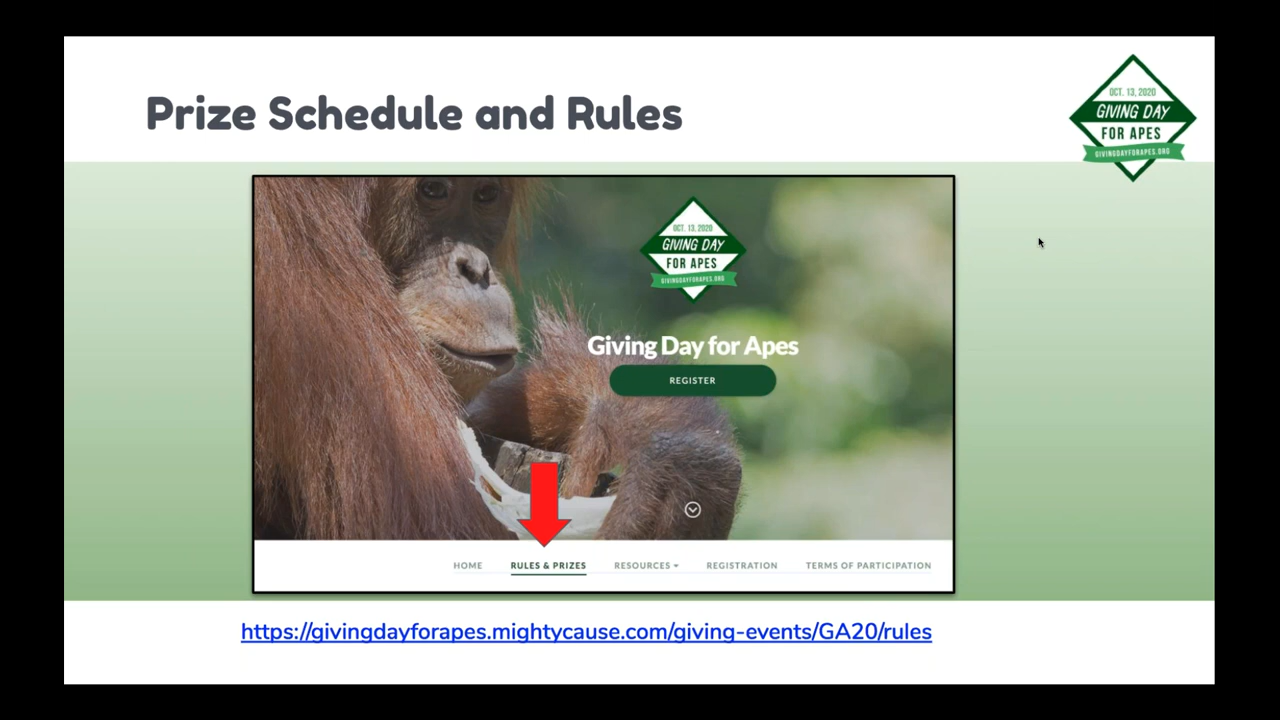 Prize Schedule and Rules
OCT. 13, 2020
GIVING DAY
FOR APES
GIVINGDAYFORAPES.ORG
OCT. 13, 2020
GIVING DAY
FOR APES
GIVINGDAYFORAPES.ORG
Giving Day for Apes
REGISTER
HOME RULES & PRIZES RESOURCES REGISTRATION TERMS OF PARTICIPATION
https://givingdayforapes.mightycause.com/giving-events/GA20/rules